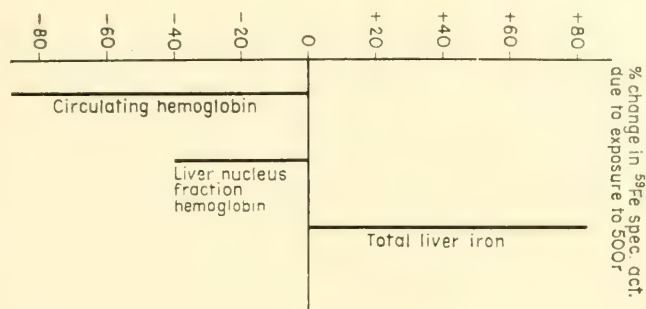 % change in ⁵⁹Fe spec. act.
due to exposure to 500r
-80
-60
-40
-20
0
+20
+40
+60
+80
Circulating hemoglobin
Liver nucleus
fraction
hemoglobin
Total liver iron